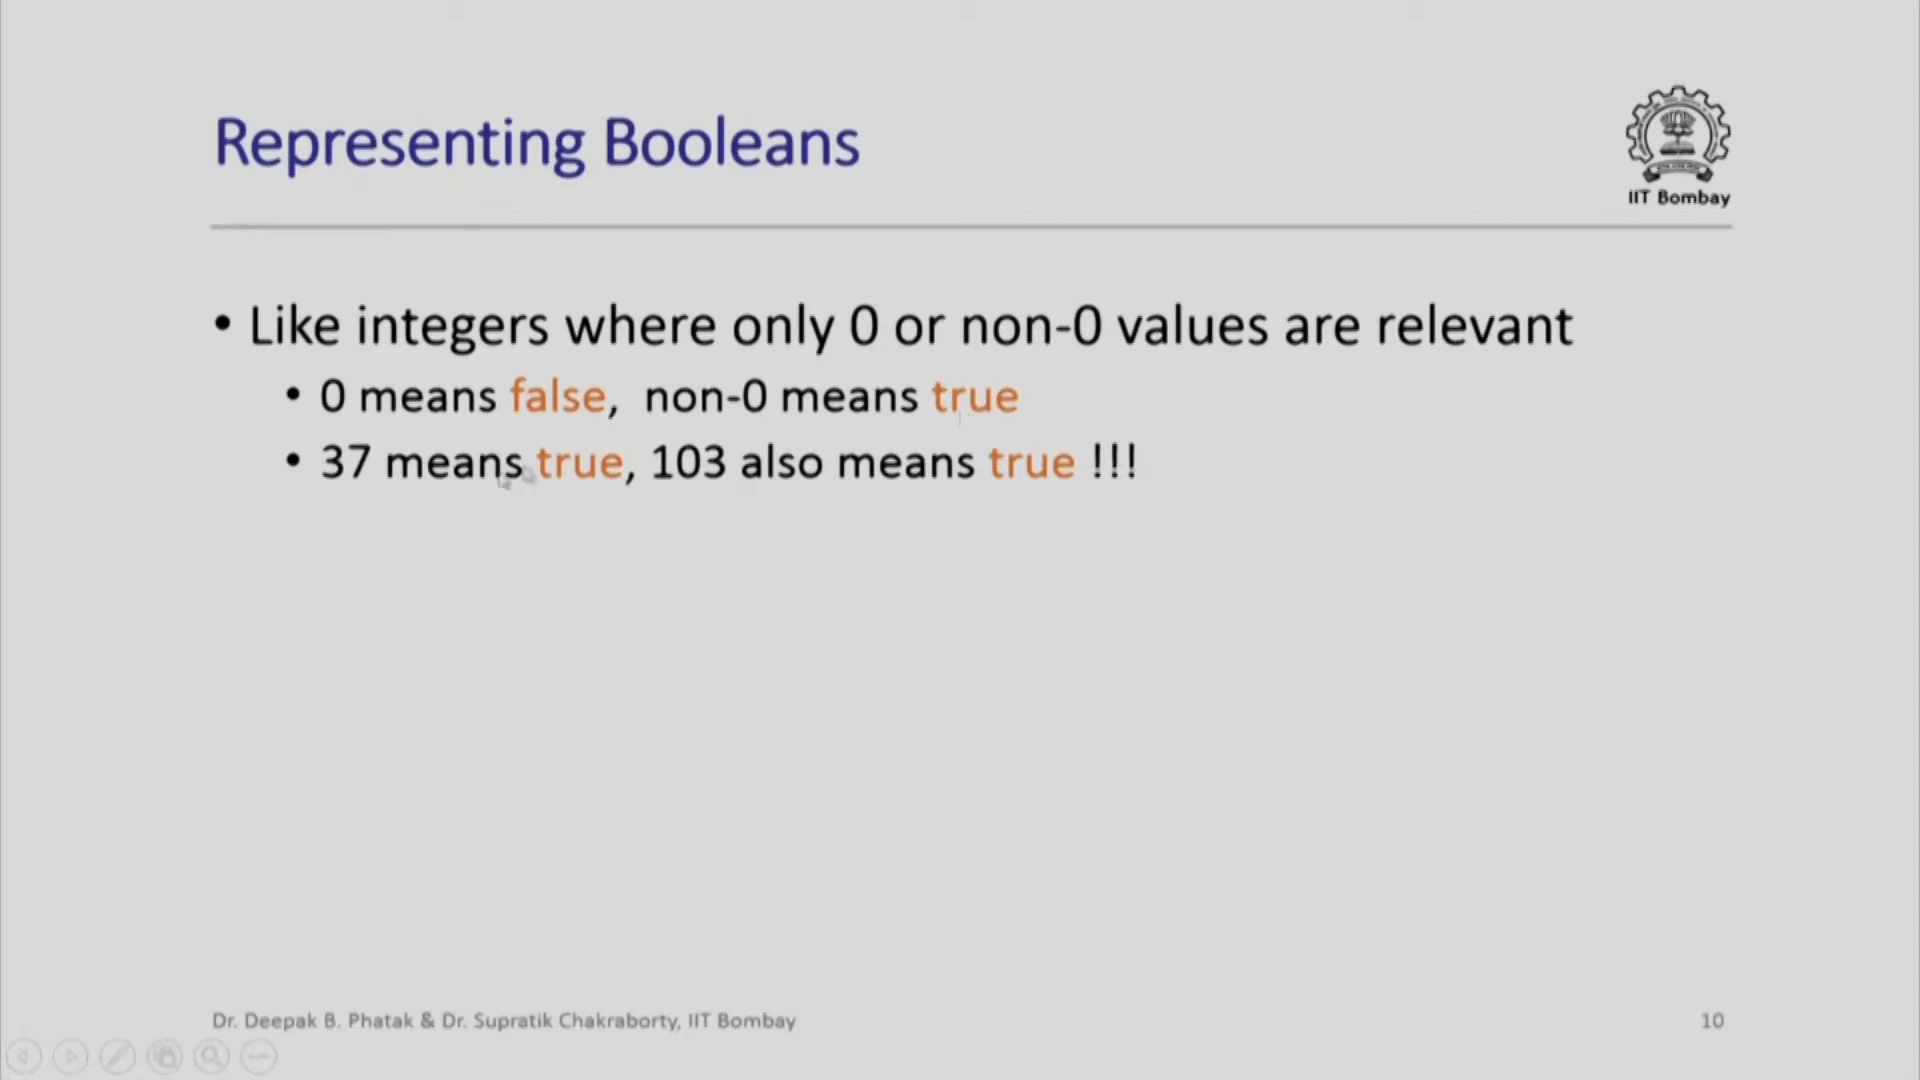 Representing Booleans
IIT Bombay
• Like integers where only 0 or non-0 values are relevant
• 0 means false, non-0 means true
• 37 means true, 103 also means true !!!
Dr. Deepak B. Phatak & Dr. Supratik Chakraborty, IIT Bombay
10